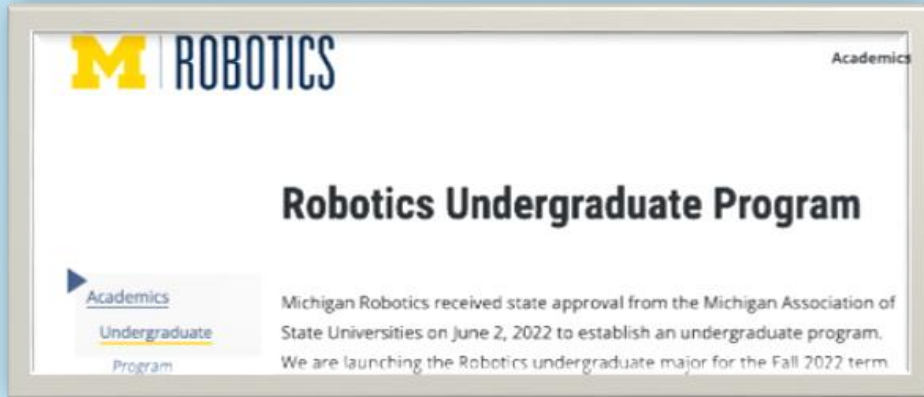 M ROBOTICS
Academics
Robotics Undergraduate Program
Academics
Undergraduate
Program
Michigan Robotics received state approval from the Michigan Association of
State Universities on June 2, 2022 to establish an undergraduate program.
We are launching the Robotics undergraduate major for the Fall 2022 term.